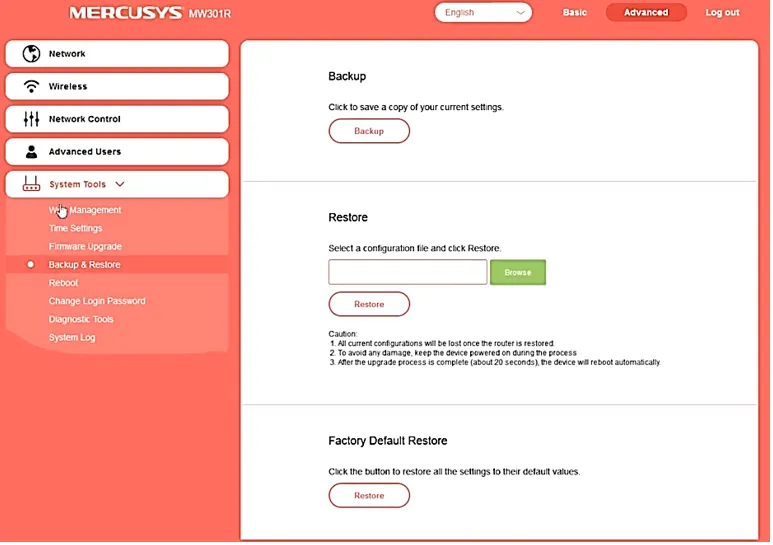 MERCUSYS MW301R
English
Basic
Advanced
Log out
Network
Wireless
Network Control
Advanced Users
System Tools
Management
Time Settings
Firmware Upgrade
Backup & Restore
Reboot
Change Login Password
Diagnostic Tools
System Log
Backup
Click to save a copy of your current settings.
Backup
Restore
Select a configuration file and click Restore.
Browse
Restore
Caution:
1. All current configurations will be lost once the router is restored.
2. To avoid any damage, keep the device powered on during the process
3. After the upgrade process is complete (about 20 seconds), the device will reboot automatically.
Factory Default Restore
Click the button to restore all the settings to their default values.
Restore